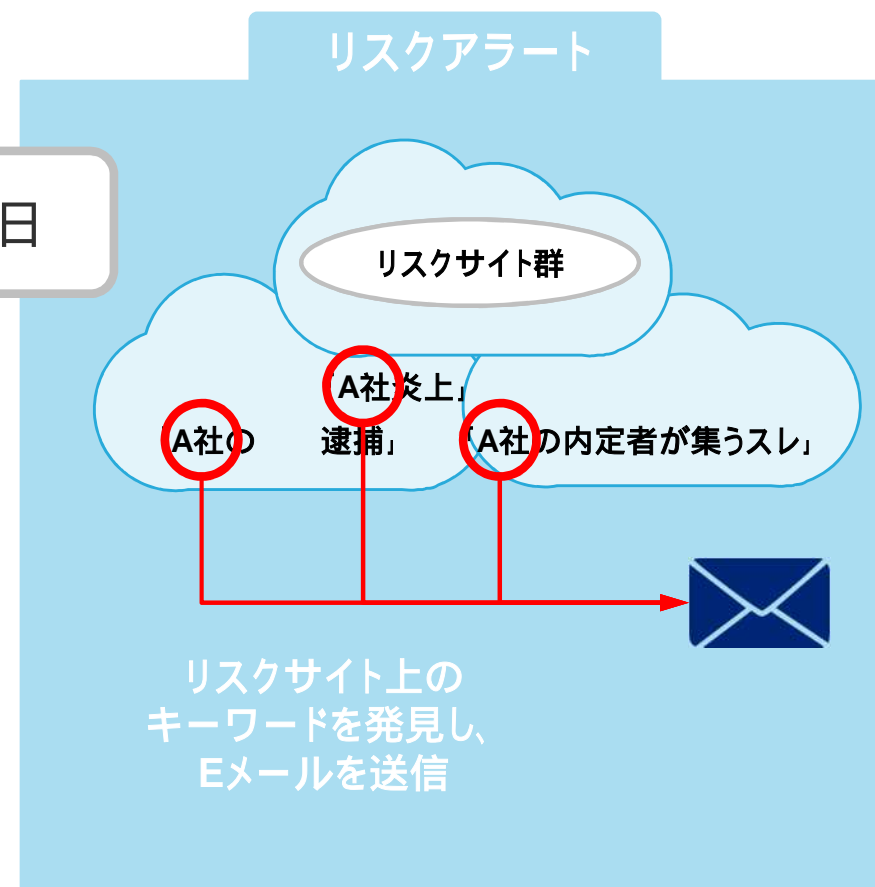 リスクアラート
日
リスクサイト群
「A社炎上」
「A社の 逮捕」
「A社の内定者が集うスレ」
リスクサイト上の
キーワードを発見し、
Eメールを送信